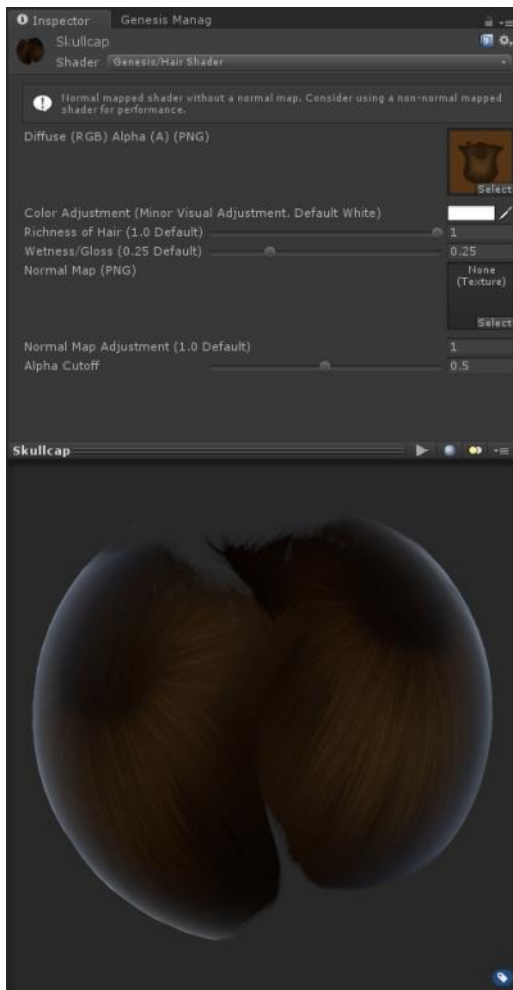 Inspector
Genesis Manag
Skullcap
Shader Genesis/Hair Shader
Normal mapped shader without a normal map. Consider using a non-normal mapped
shader for performance.
Diffuse (RGB) Alpha (A) (PNG)
Select
Color Adjustment (Minor Visual Adjustment. Default White)
Richness of Hair (1.0 Default) 1
Wetness/Gloss (0.25 Default) 0.25
Normal Map (PNG)
None
(Texture)
Select
Normal Map Adjustment (1.0 Default) 1
Alpha Cutoff 0.5
Skullcap